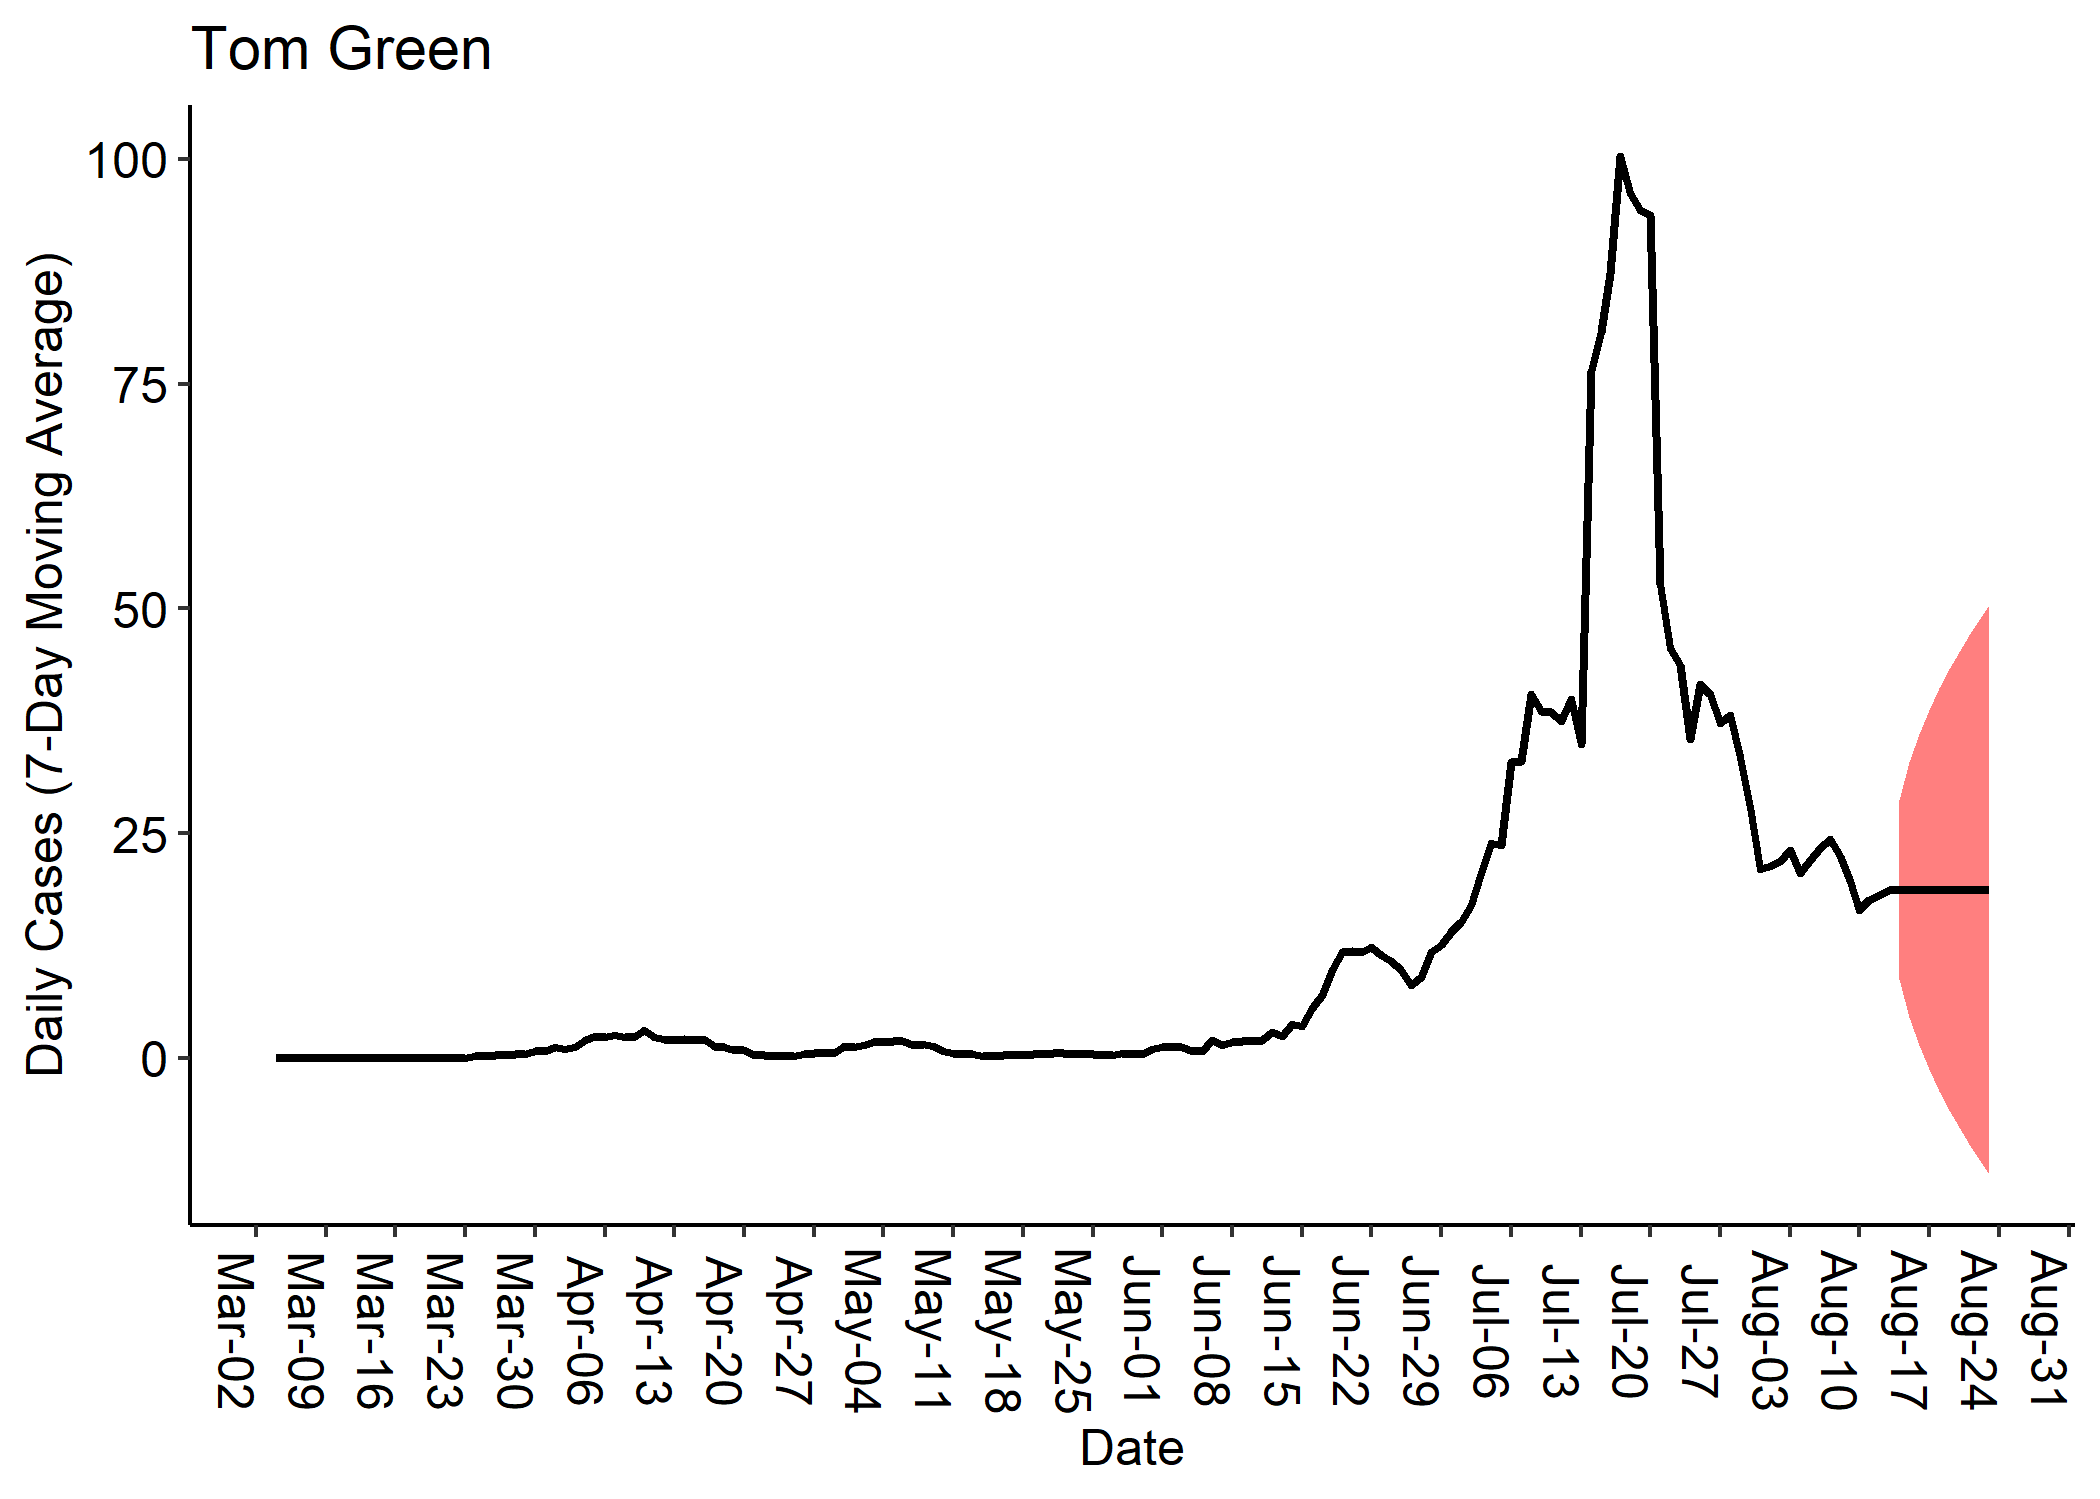 Tom Green
Daily Cases (7-Day Moving Average)
100
75
50
25
0
Mar-02
Mar-09
Mar-16
Mar-23
Mar-30
Apr-06
Apr-13
Apr-20
Apr-27
May-04
May-11
May-18
May-25
Jun-01
Jun-08
Jun-15
Jun-22
Jun-29
Jul-06
Jul-13
Jul-20
Jul-27
Aug-03
Aug-10
Aug-17
Aug-24
Aug-31
Date